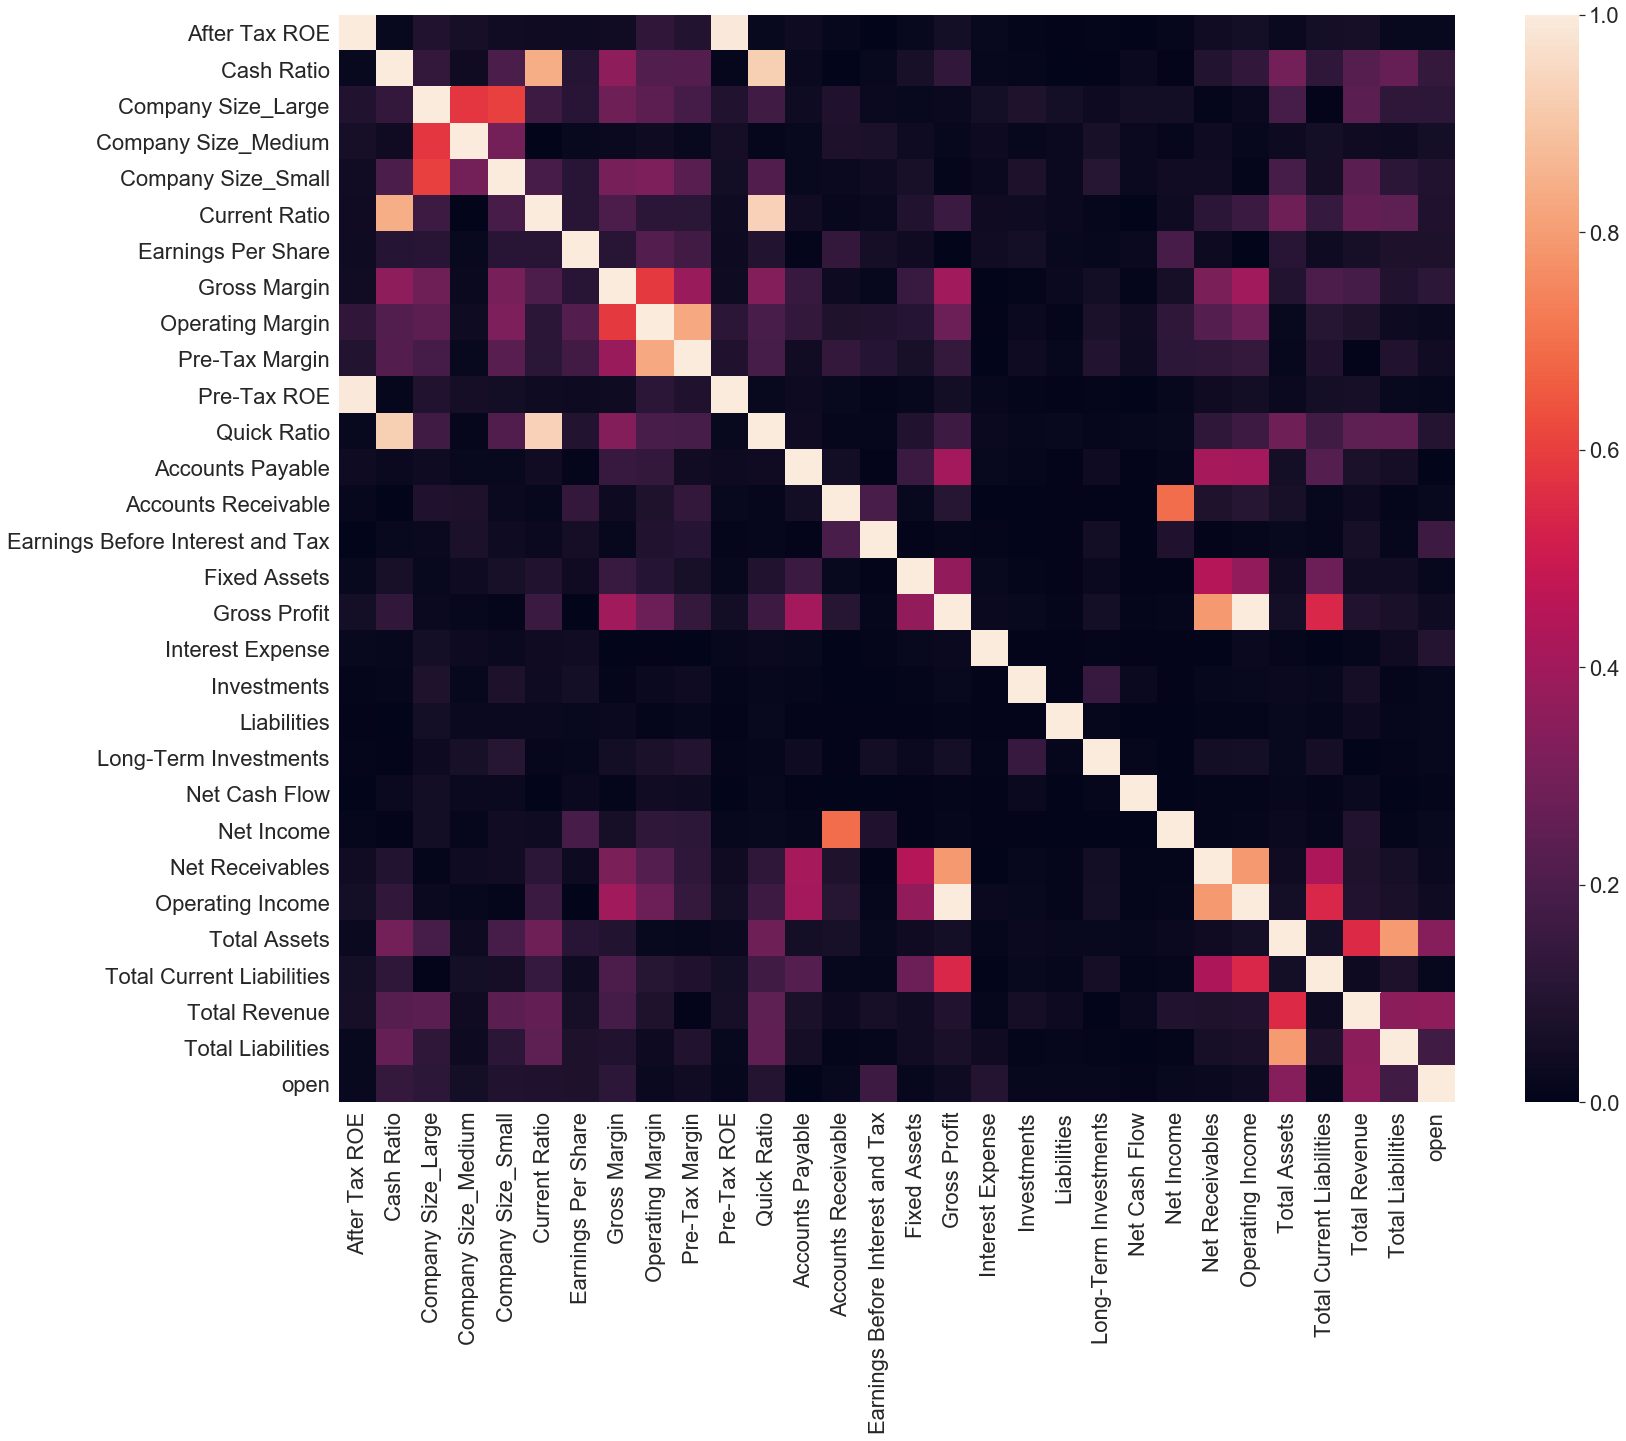 After Tax ROE
Cash Ratio
Company Size_Large
Company Size_Medium
Company Size_Small
Current Ratio
Earnings Per Share
Gross Margin
Operating Margin
Pre-Tax Margin
Pre-Tax ROE
Quick Ratio
Accounts Payable
Accounts Receivable
Earnings Before Interest and Tax
Fixed Assets
Gross Profit
Interest Expense
Investments
Liabilities
Long-Term Investments
Net Cash Flow
Net Income
Net Receivables
Operating Income
Total Assets
Total Current Liabilities
Total Revenue
Total Liabilities
open
After Tax ROE
Cash Ratio
Company Size_Large
Company Size_Medium
Company Size_Small
Current Ratio
Earnings Per Share
Gross Margin
Operating Margin
Pre-Tax Margin
Pre-Tax ROE
Quick Ratio
Accounts Payable
Accounts Receivable
Earnings Before Interest and Tax
Fixed Assets
Gross Profit
Interest Expense
Investments
Liabilities
Long-Term Investments
Net Cash Flow
Net Income
Net Receivables
Operating Income
Total Assets
Total Current Liabilities
Total Revenue
Total Liabilities
open
1.0
0.8
0.6
0.4
0.2
0.0